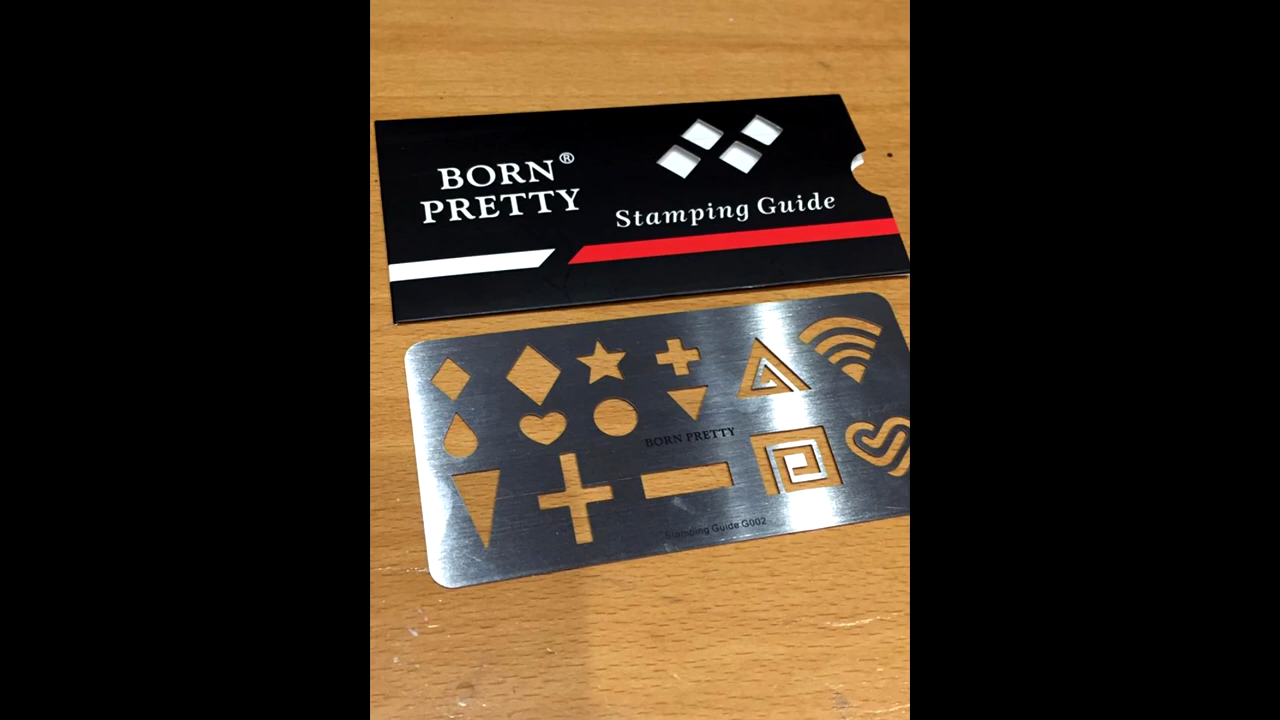 BORN®
PRETTY
Stamping Guide
BORN PRETTY
Stamping Guide G002